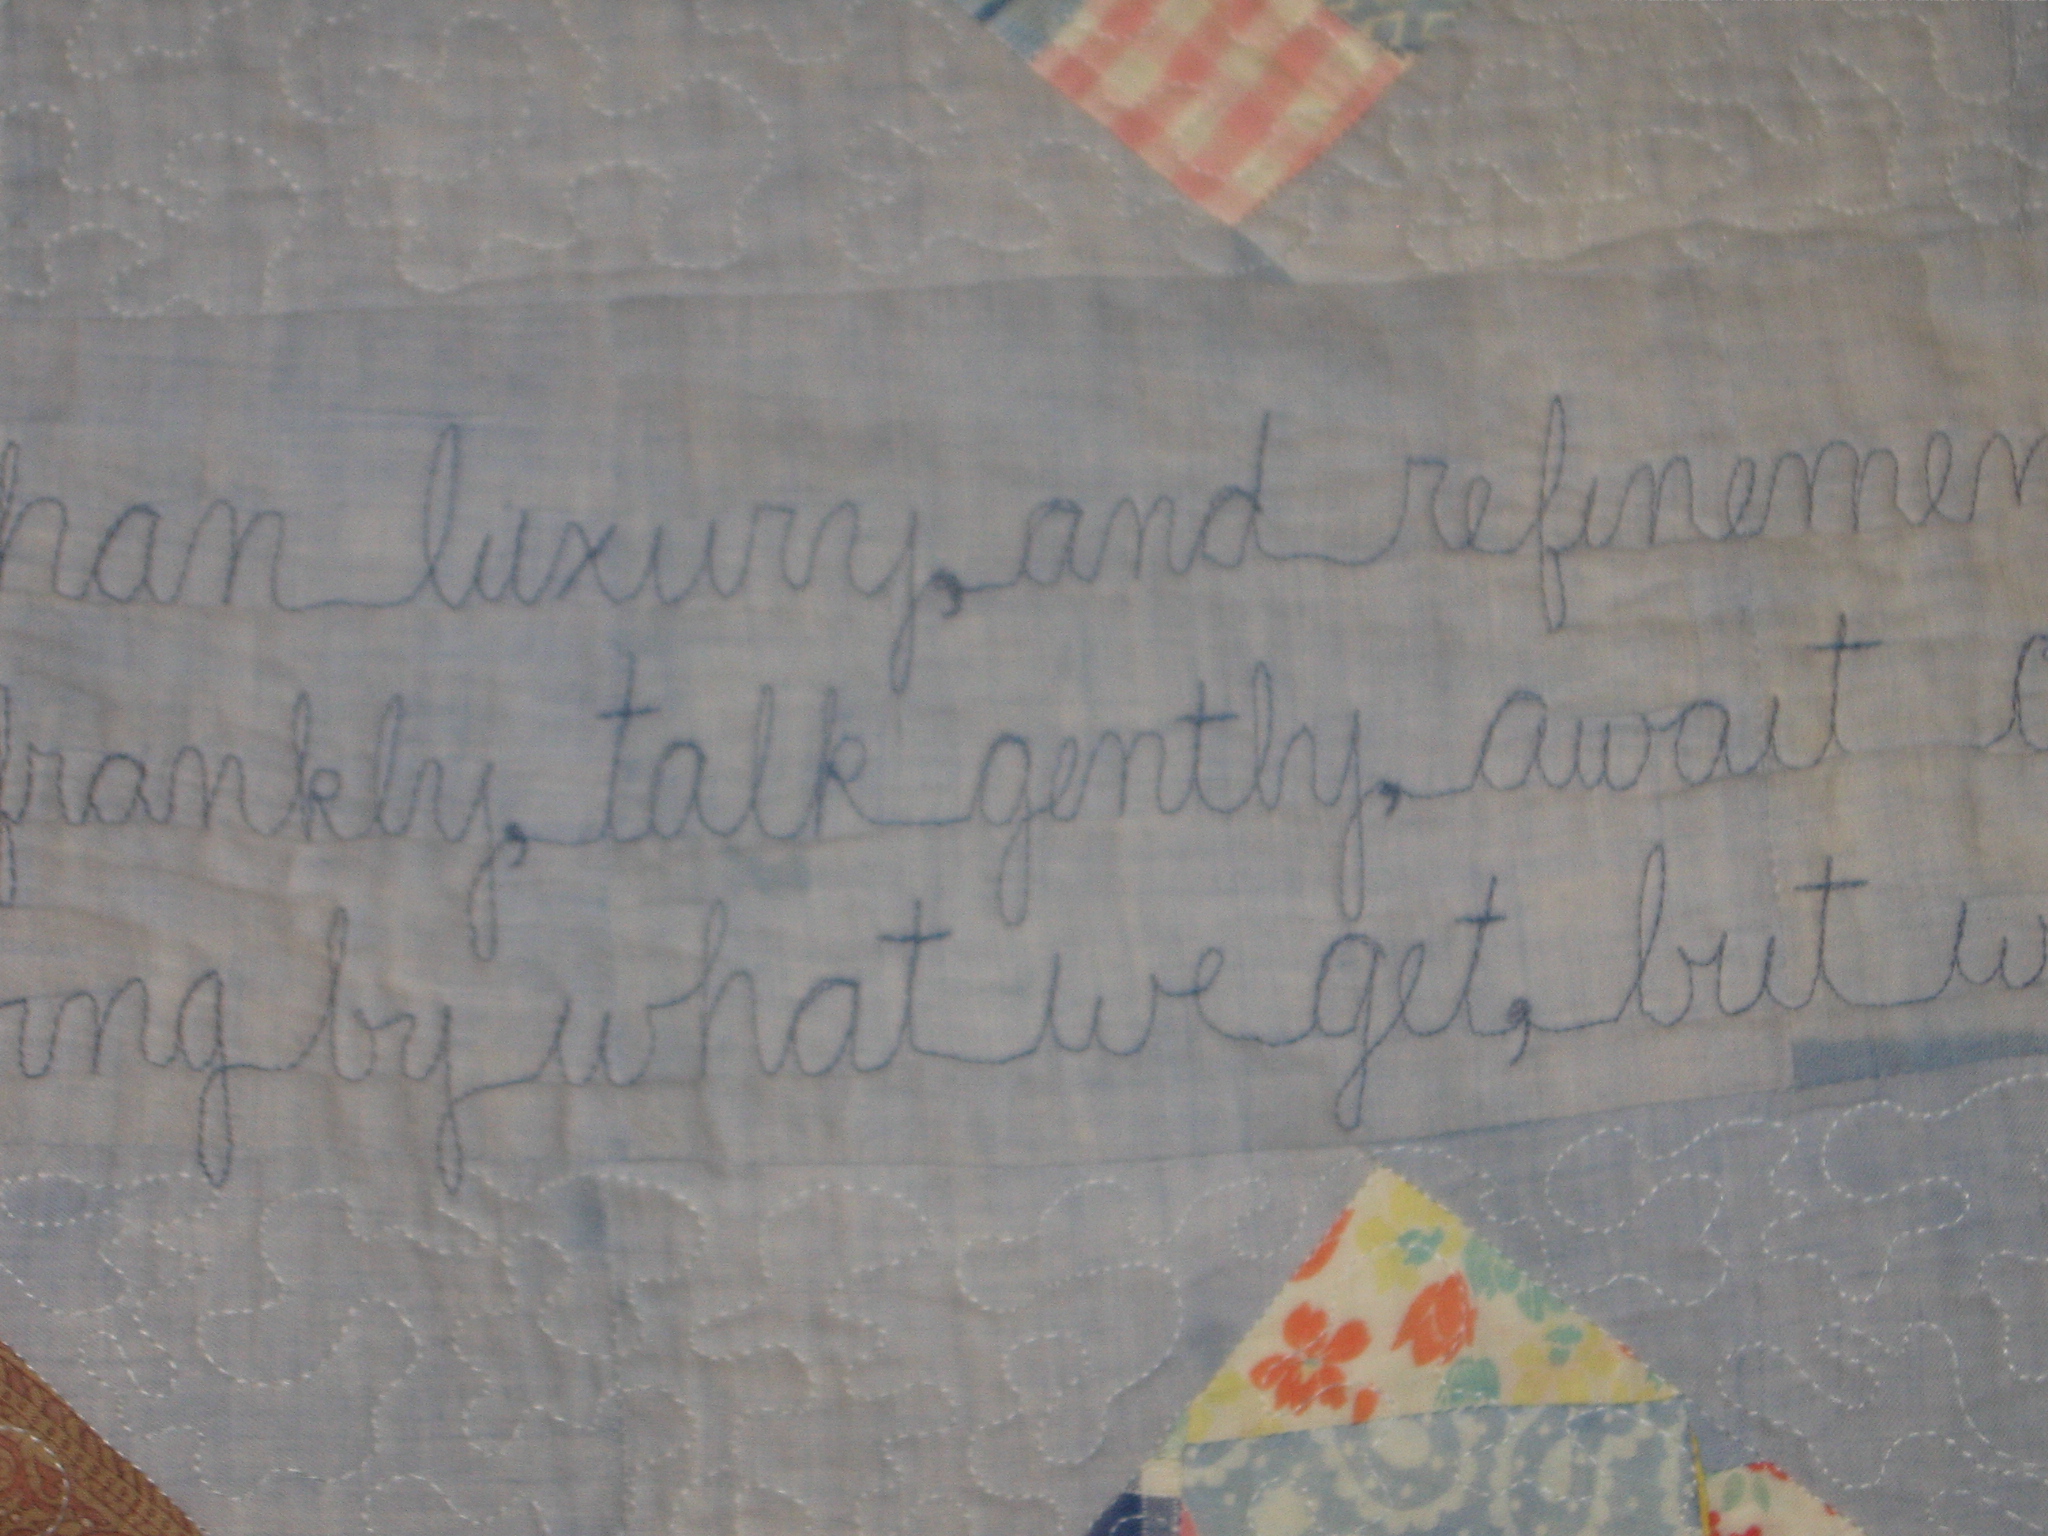 han luxury, and refinemen
frankly, talk gently, await c
ing by what we get, but w